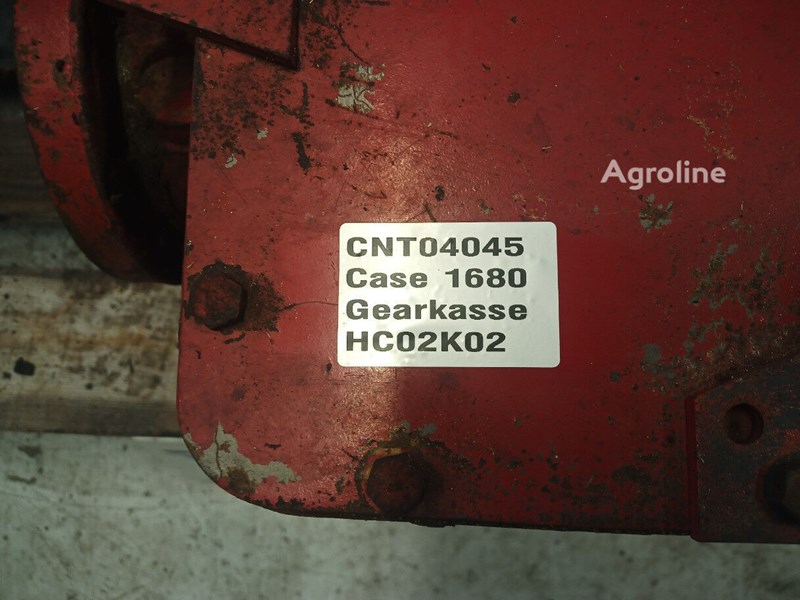 Agroline
CNT04045
Case 1680
Gearkasse
HC02K02